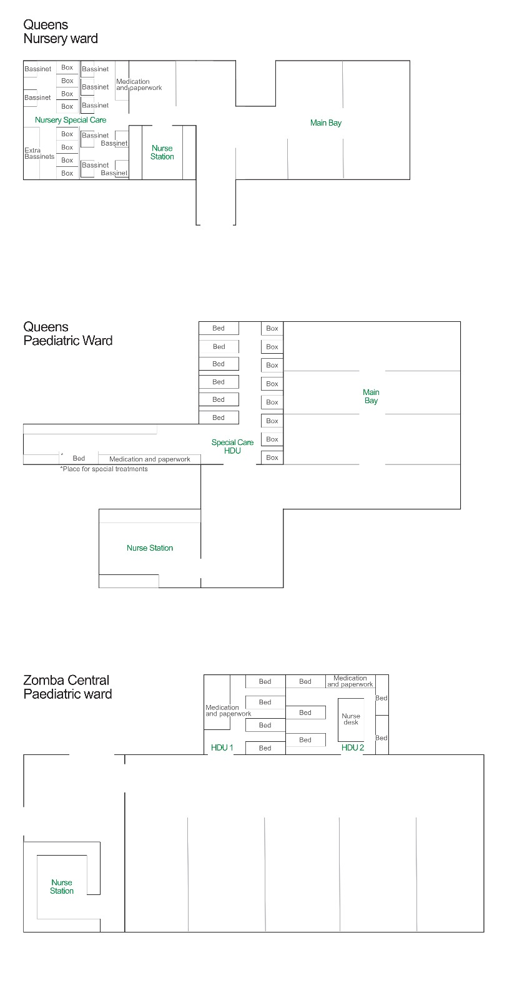 Queens
Nursery ward
Bassinet
Box
Bassinet
Box
Medication
and paperwork
Bassinet
Box
Bassinet
Box
Bassinet
Nursery Special Care
Main Bay
Box
Bassinet
Bassinet
Extra
Bassinets
Box
Nurse
Station
Box
Bassinet
Box
Bassinet
Queens
Paediatric Ward
Bed
Box
Bed
Box
Bed
Box
Bed
Box
Main
Bay
Bed
Box
Bed
Box
Special Care
HDU
Box
* Bed
Medication and paperwork
Box
*Place for special treatments
Nurse Station
Zomba Central
Paediatric ward
Bed
Bed
Medication
and paperwork
Bed
Bed
Medication
and paperwork
Bed
Nurse
desk
Bed
Bed
Bed
Bed
HDU 1
Bed
HDU 2
Nurse
Station